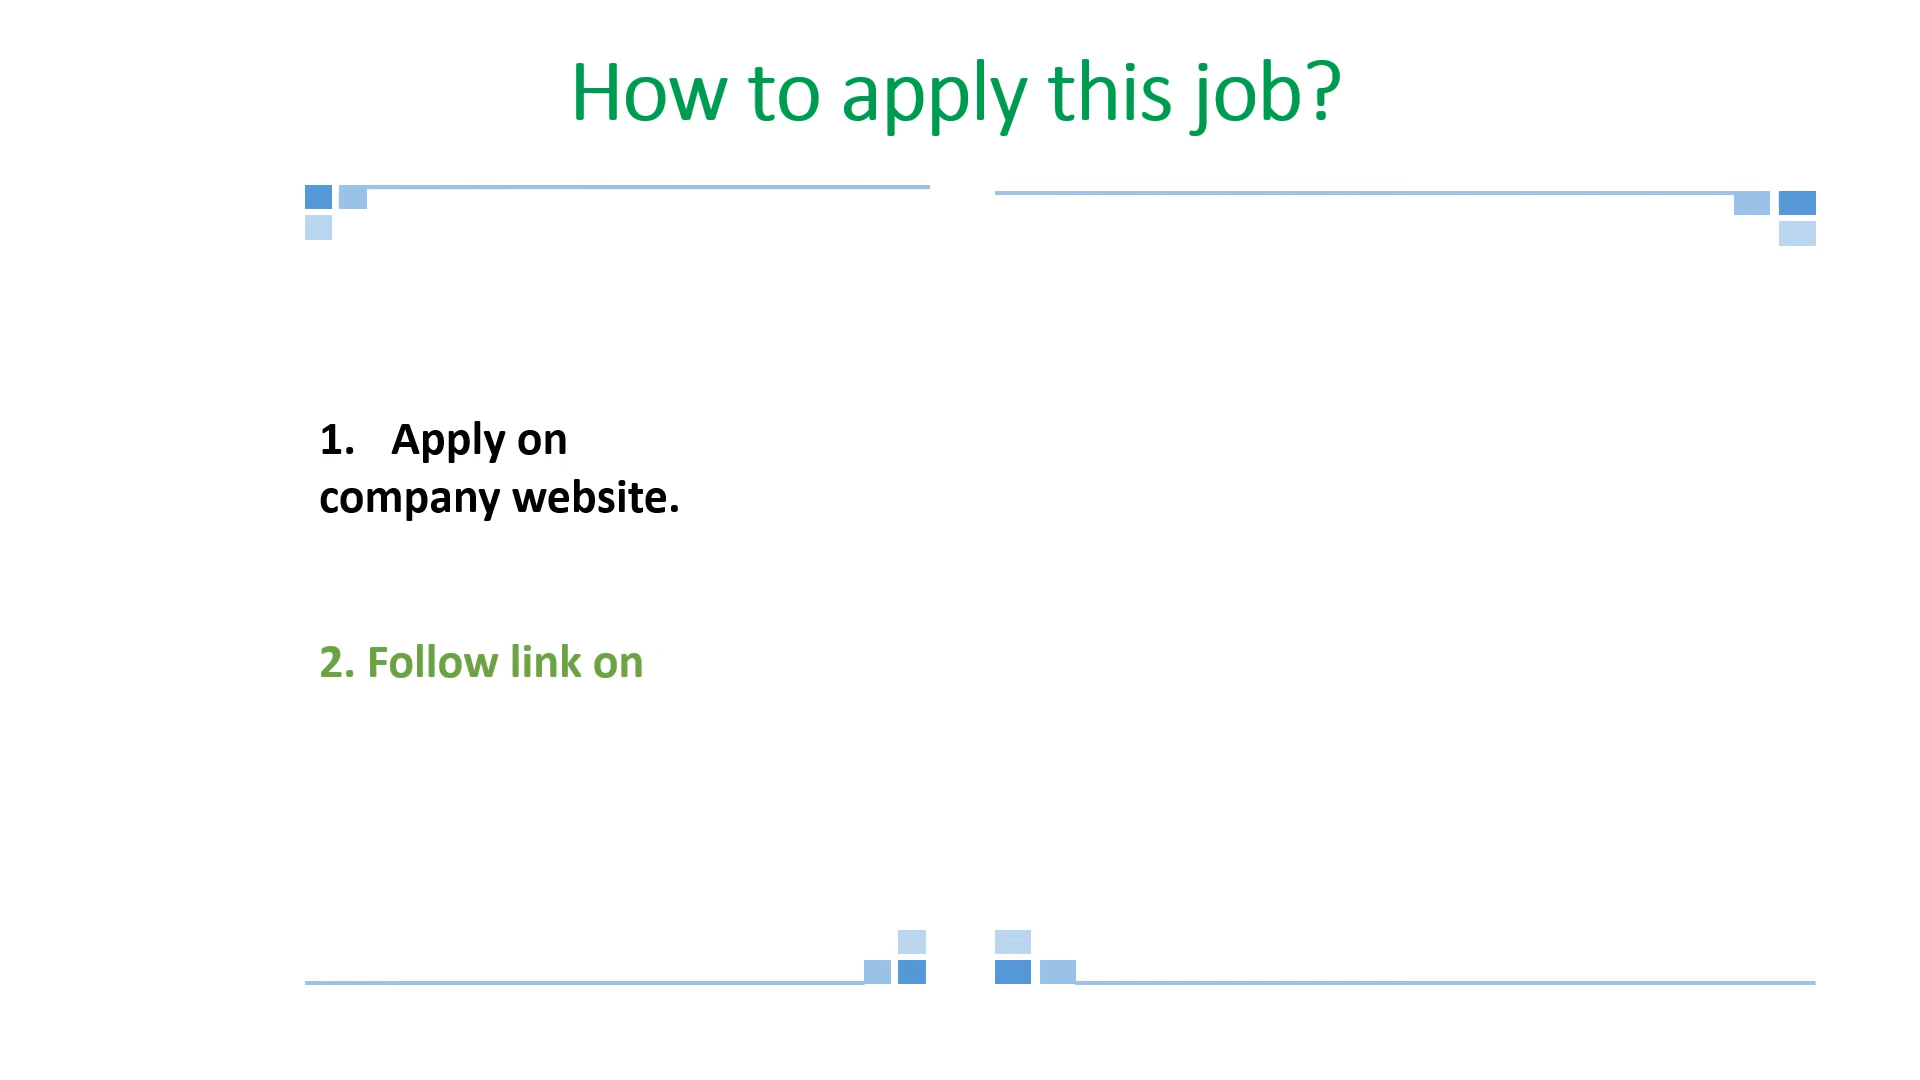 How to apply this job?
1. Apply on
company website.
2. Follow link on